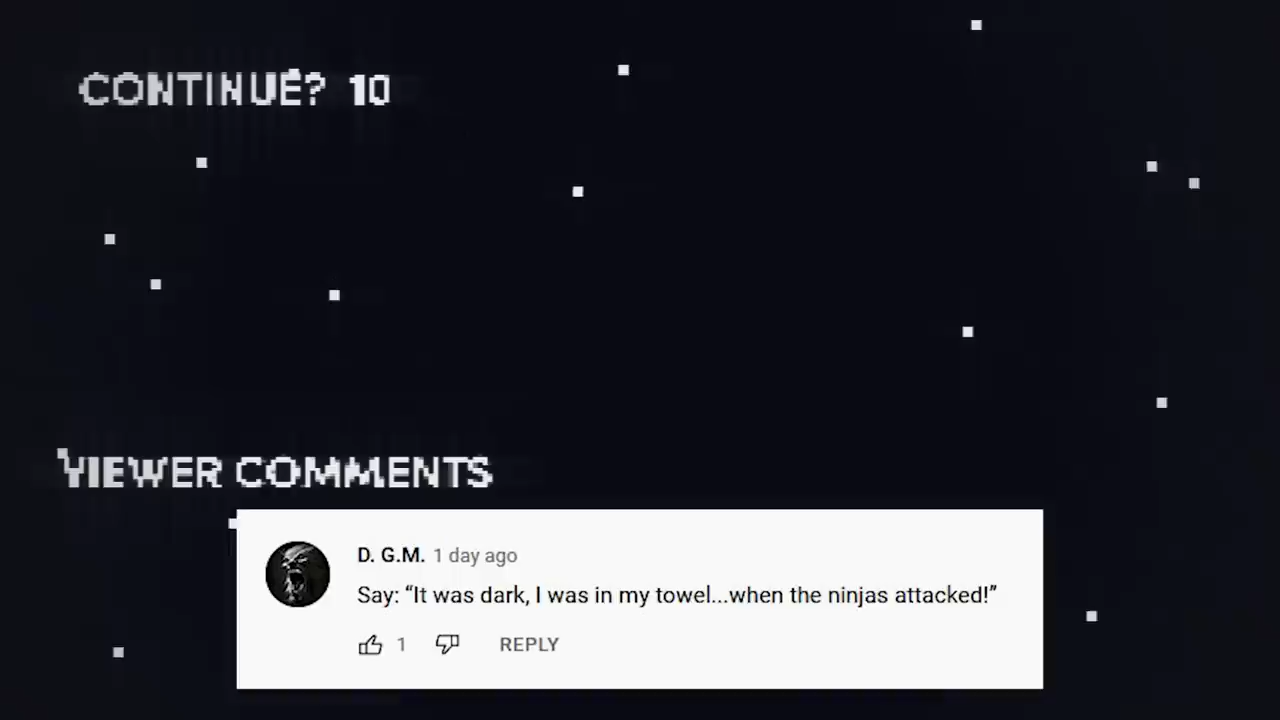 CONTINUE? 10
VIEWER COMMENTS
D. G.M. 1 day ago
Say: “It was dark, I was in my towel...when the ninjas attacked!”
1 REPLY